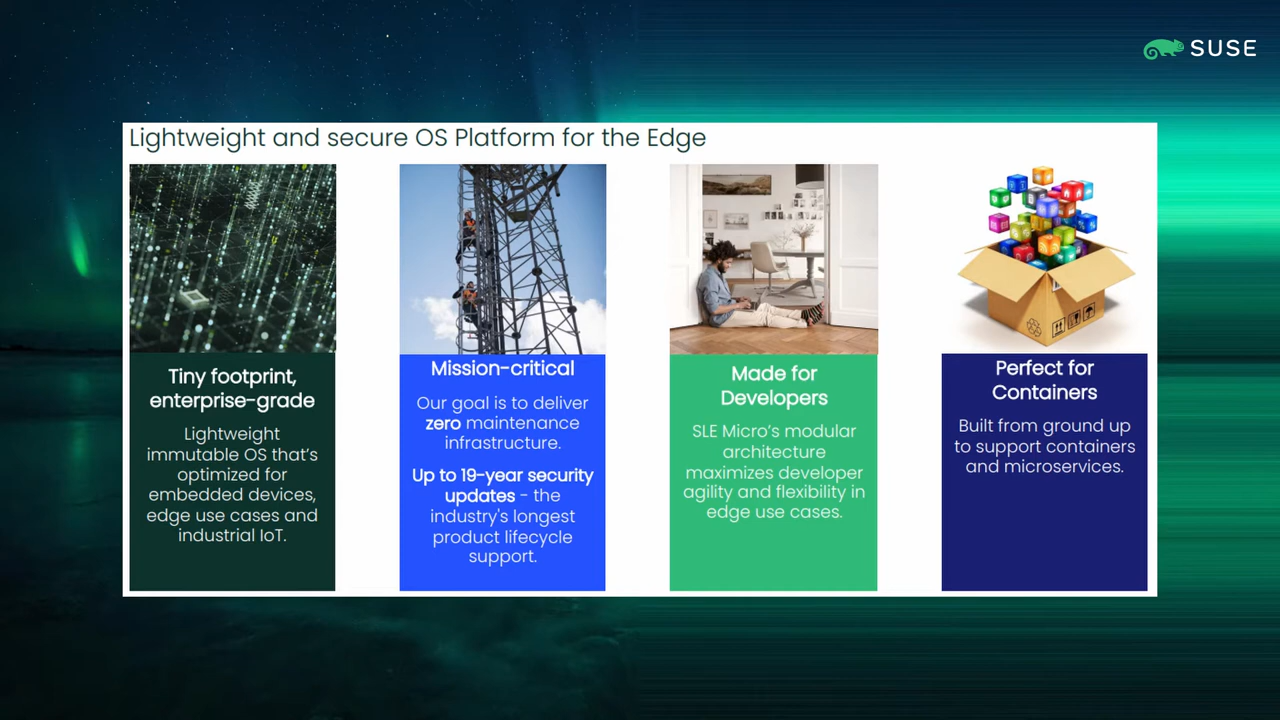 SUSE
Lightweight and secure OS Platform for the Edge
Tiny footprint,
enterprise-grade
Lightweight
immutable OS that's
optimized for
embedded devices,
edge use cases and
industrial IoT.
Mission-critical
Our goal is to deliver
zero maintenance
infrastructure.
Up to 19-year security
updates - the
industry's longest
product lifecycle
support.
Made for
Developers
SLE Micro’s modular
architecture
maximizes developer
agility and flexibility in
edge use cases.
Perfect for
Containers
Built from ground up
to support containers
and microservices.